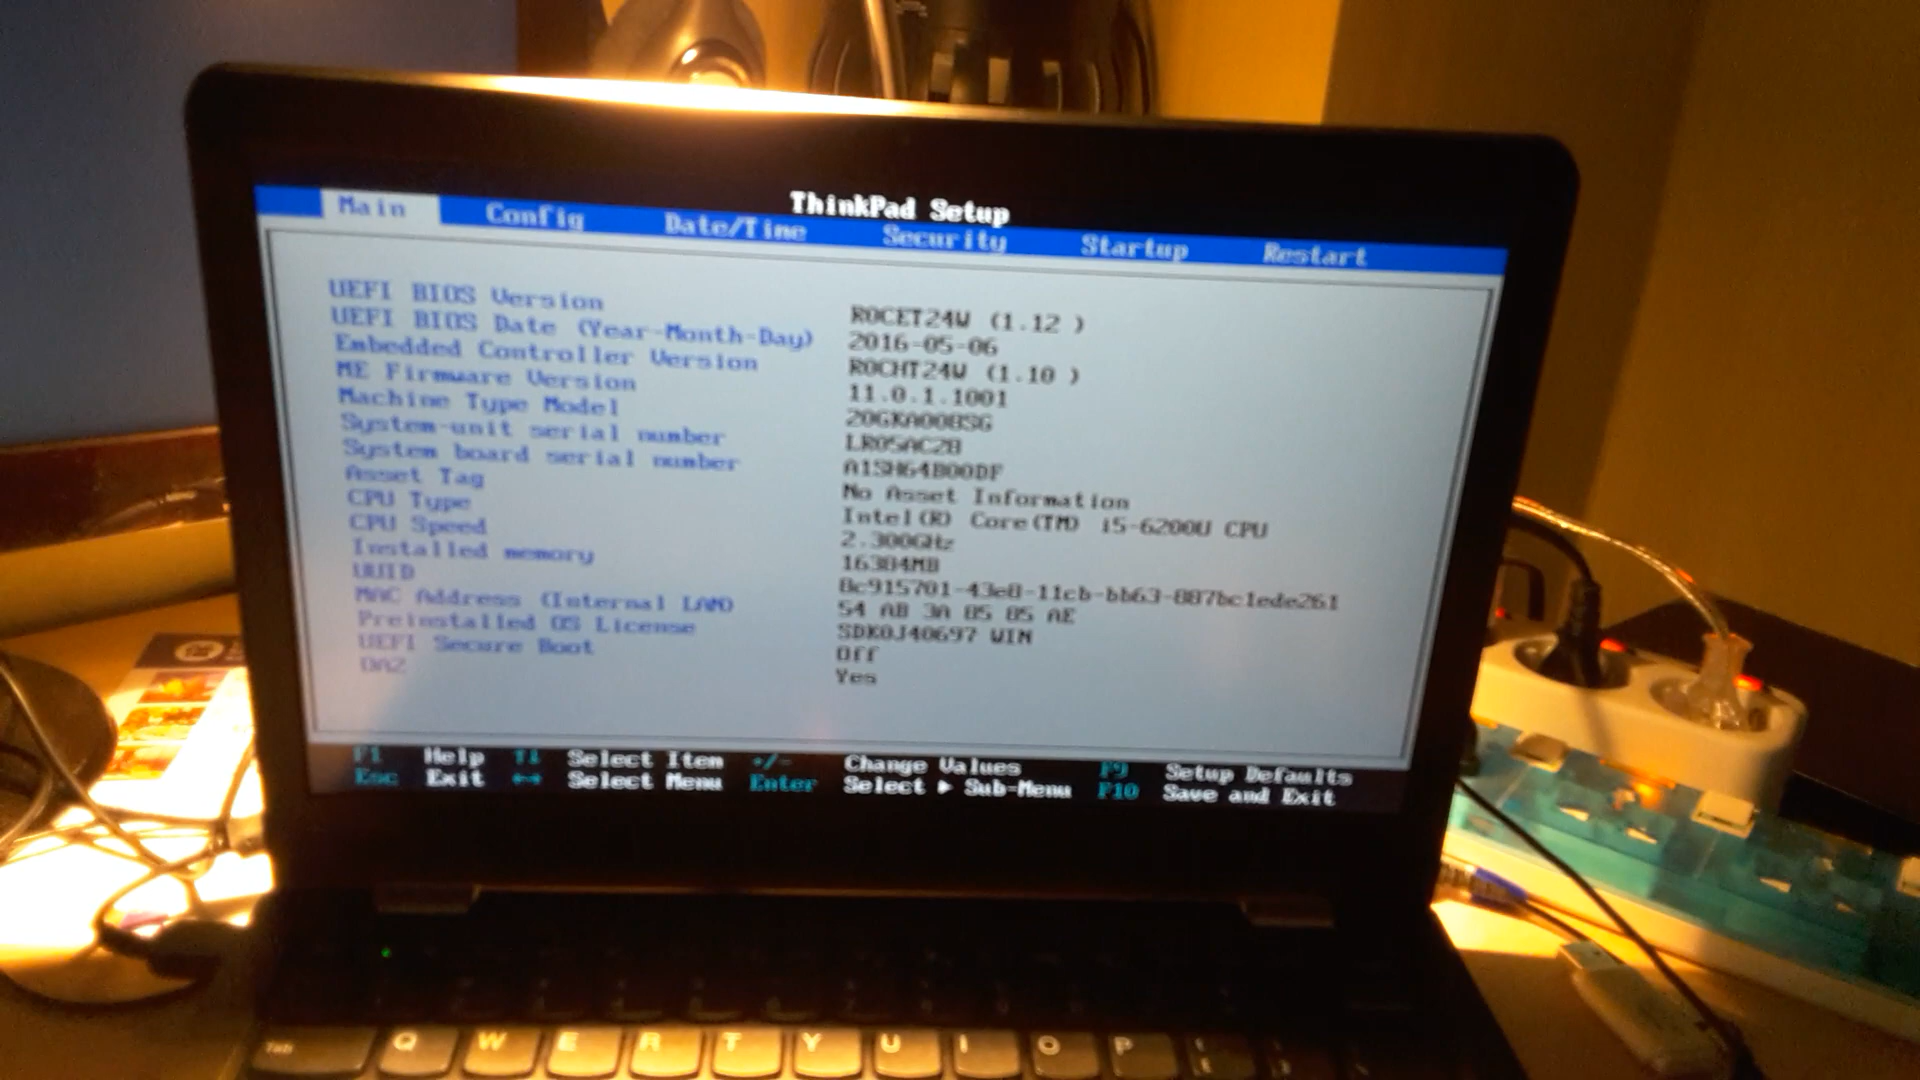 ThinkPad Setup
Main Config Date/Time Security Startup Restart
UEFI BIOS Version R0CET24W (1.12 )
UEFI BIOS Date (Year-Month-Day) 2016-05-06
Embedded Controller Version R0CHT24W (1.10 )
ME Firmware Version 11.0.1.1001
Machine Type Model 20GKA00BSG
System-unit serial number LR05AC2B
System board serial number A1SH64B00DF
Asset Tag No Asset Information
CPU Type Intel(R) Core(TM) i5-6200U CPU
CPU Speed 2.300GHz
Installed memory 16384MB
UUID 8c915701-43e8-11cb-bb63-887bc1ede261
MAC Address (Internal LAN) 54 AB 3A 85 85 AE
Preinstalled OS License SDK0J40697 WIN
UEFI Secure Boot Off
OA2 Yes
F1 Help ↑↓ Select Item +/- Change Values F9 Setup Defaults
Esc Exit ←→ Select Menu Enter Select ▶ Sub-Menu F10 Save and Exit
Tab Q W E R T Y U I O P